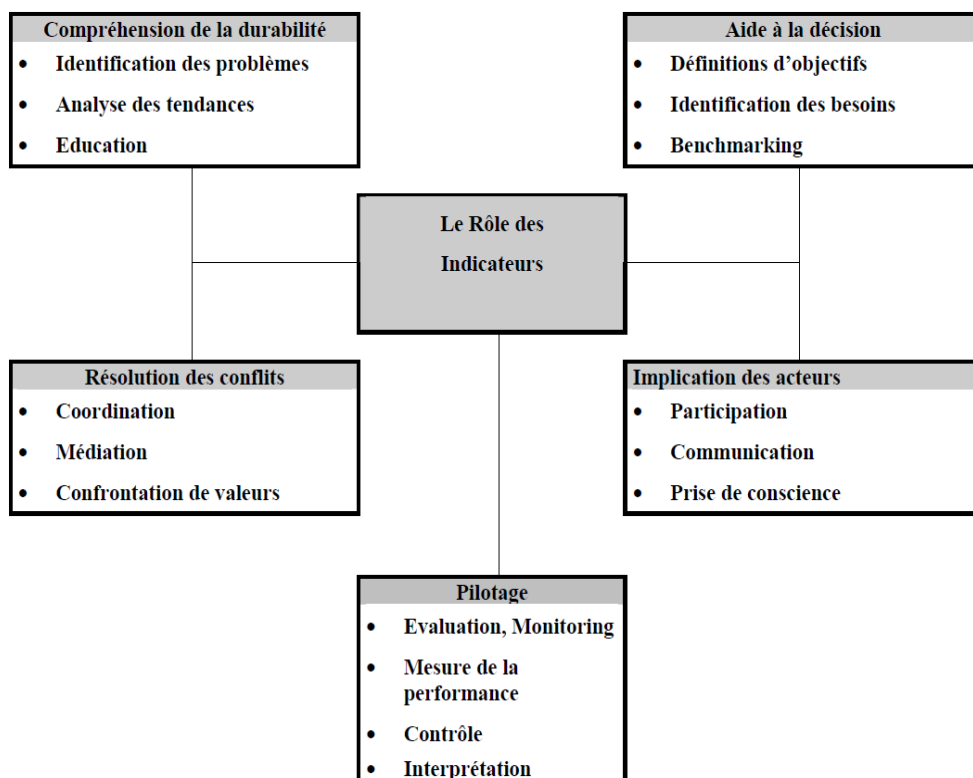 Compréhension de la durabilité
• Identification des problèmes
• Analyse des tendances
• Education
Aide à la décision
• Définitions d’objectifs
• Identification des besoins
• Benchmarking
Le Rôle des
Indicateurs
Résolution des conflits
• Coordination
• Médiation
• Confrontation de valeurs
Implication des acteurs
• Participation
• Communication
• Prise de conscience
Pilotage
• Evaluation, Monitoring
• Mesure de la
performance
• Contrôle
• Interprétation